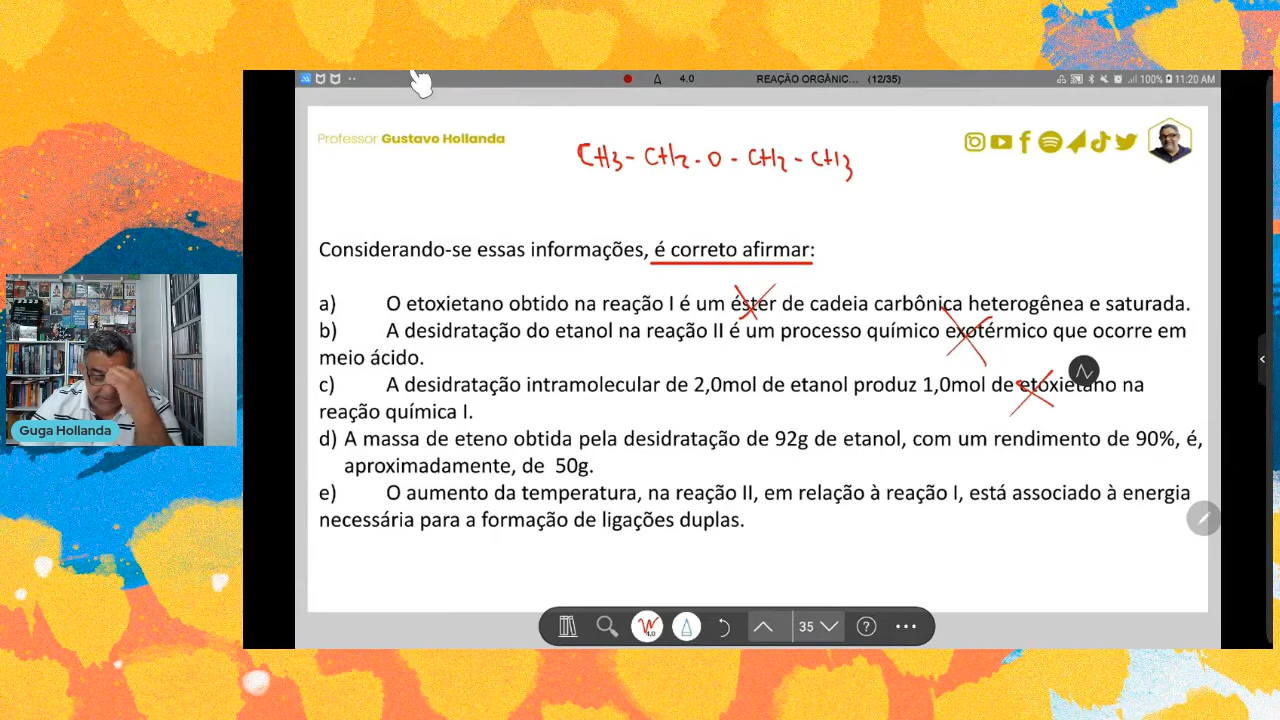 4.0 REAÇÃO ORGÂNIC... (12/35) 100% 11:20 AM
Professor Gustavo Hollanda
CH3 - CH2 - O - CH2 - CH3
Considerando-se essas informações, é correto afirmar:
a) O etoxietano obtido na reação I é um éster de cadeia carbônica heterogênea e saturada.
b) A desidratação do etanol na reação II é um processo químico exotérmico que ocorre em
meio ácido.
c) A desidratação intramolecular de 2,0mol de etanol produz 1,0mol de etoxietano na
reação química I.
d) A massa de eteno obtida pela desidratação de 92g de etanol, com um rendimento de 90%, é,
aproximadamente, de 50g.
e) O aumento da temperatura, na reação II, em relação à reação I, está associado à energia
necessária para a formação de ligações duplas.
Guga Hollanda
4.0 35 ?